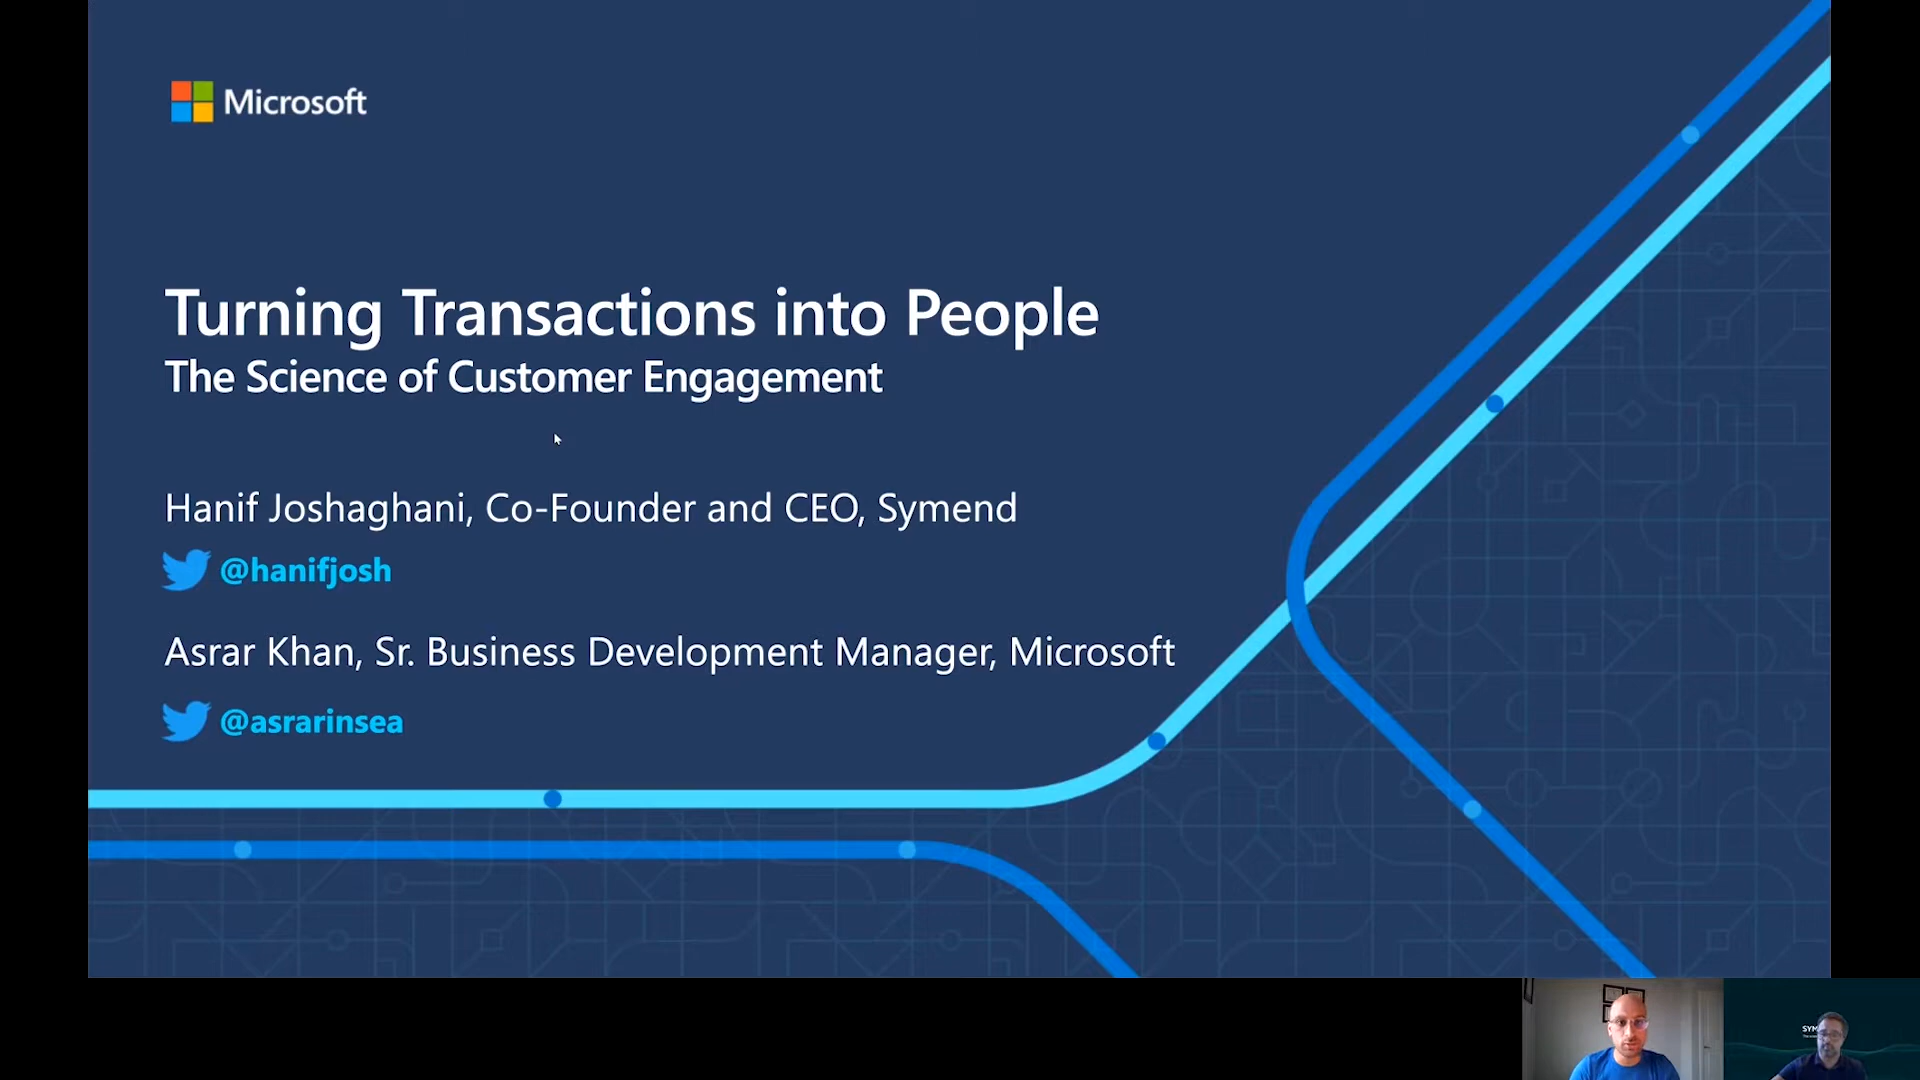 Microsoft
Turning Transactions into People
The Science of Customer Engagement
Hanif Joshaghani, Co-Founder and CEO, Symend
@hanifjosh
Asrar Khan, Sr. Business Development Manager, Microsoft
@asrarinsea